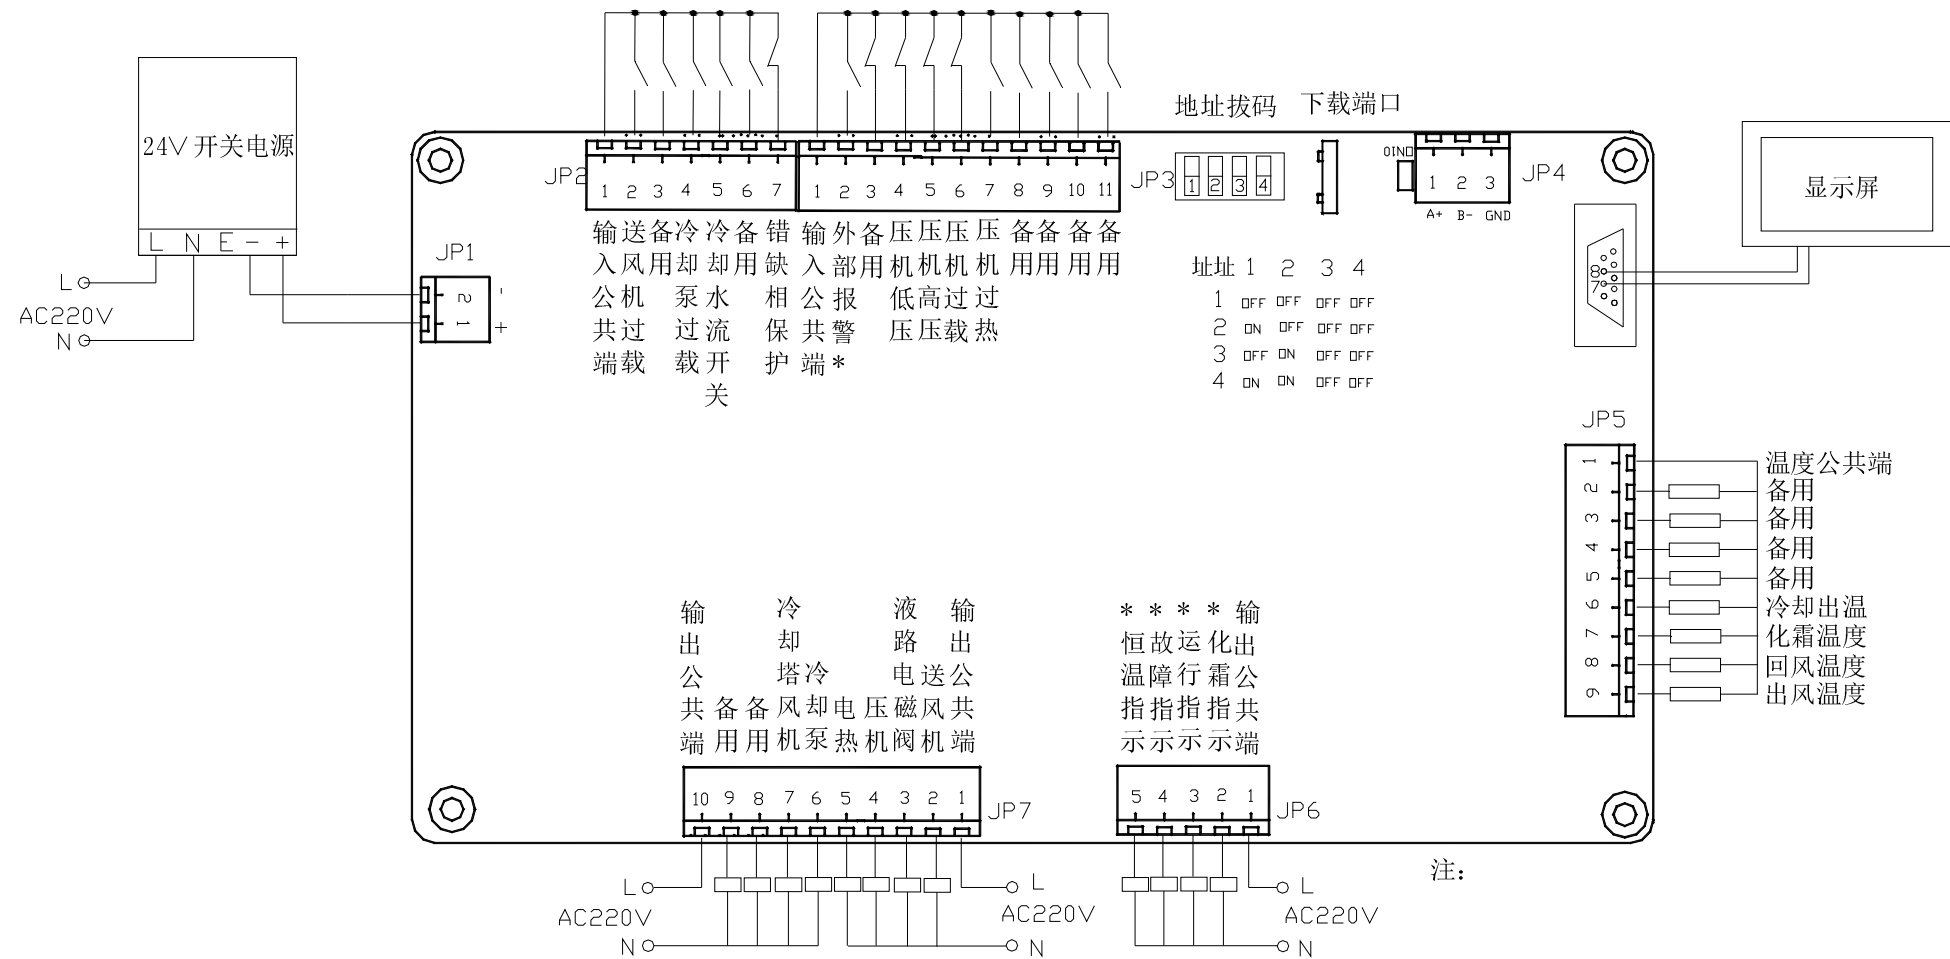 24V 开关电源
L N E - +
L
AC220V
N
JP1
2 -
1 +
JP2
1 2 3 4 5 6 7
输入公共端
送风机过载
备用
冷却泵过载
冷却水流开关
备用
错缺相保护
1 2 3 4 5 6 7 8 9 10 11
JP3
输入公共端
外部报警*
备用
压机低压
压机高压
压机过载
压机过热
备用
备用
备用
备用
地址拔码
1 2 3 4
下载端口
OINO
JP4
1 2 3
A+ B- GND
址址 1 2 3 4
1 OFF OFF OFF OFF
2 ON OFF OFF OFF
3 OFF ON OFF OFF
4 ON ON OFF OFF
显示屏
8
7
JP5
1 温度公共端
2 备用
3 备用
4 备用
5 备用
6 冷却出温
7 化霜温度
8 回风温度
9 出风温度
输出公共端
备用
备用
冷却塔风机
冷却泵
电热
压机
液路电磁阀
送风机
输出公共端
10 9 8 7 6 5 4 3 2 1
JP7
L
AC220V
N
L
AC220V
N
*恒温指示
*故障指示
*运行指示
*化霜指示
输出公共端
5 4 3 2 1
JP6
L
AC220V
N
注: